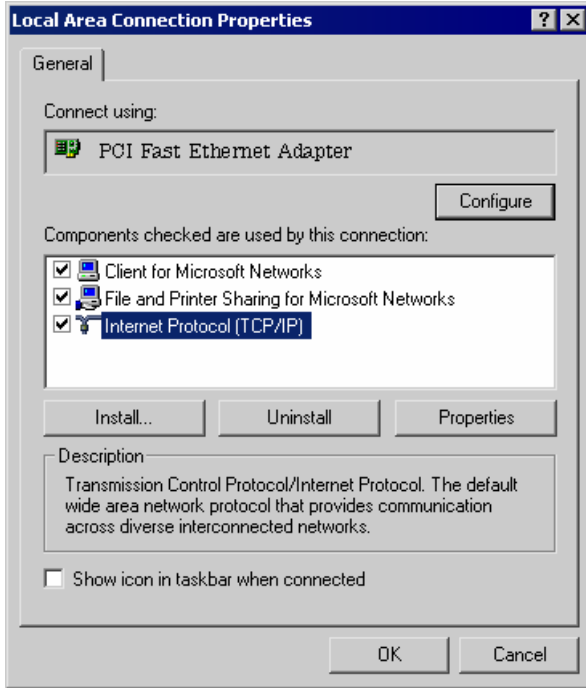 Local Area Connection Properties
General
Connect using:
PCI Fast Ethernet Adapter
Configure
Components checked are used by this connection:
Client for Microsoft Networks
File and Printer Sharing for Microsoft Networks
Internet Protocol (TCP/IP)
Install... Uninstall Properties
Description
Transmission Control Protocol/Internet Protocol. The default
wide area network protocol that provides communication
across diverse interconnected networks.
Show icon in taskbar when connected
OK Cancel